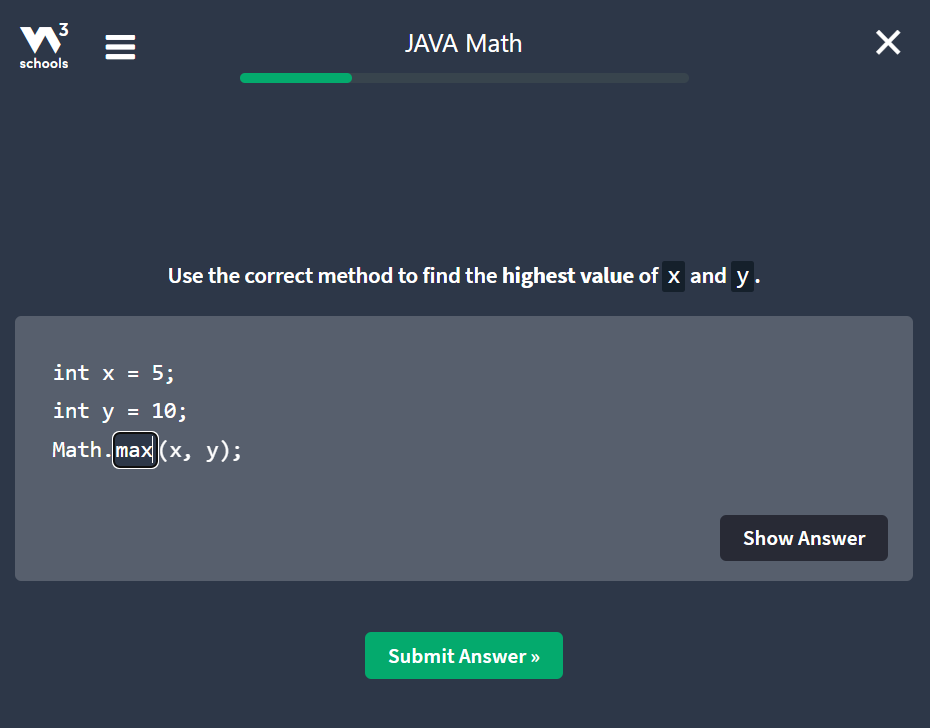 W3
schools
JAVA Math
Use the correct method to find the highest value of x and y.
int x = 5;
int y = 10;
Math.max(x, y);
Show Answer
Submit Answer »